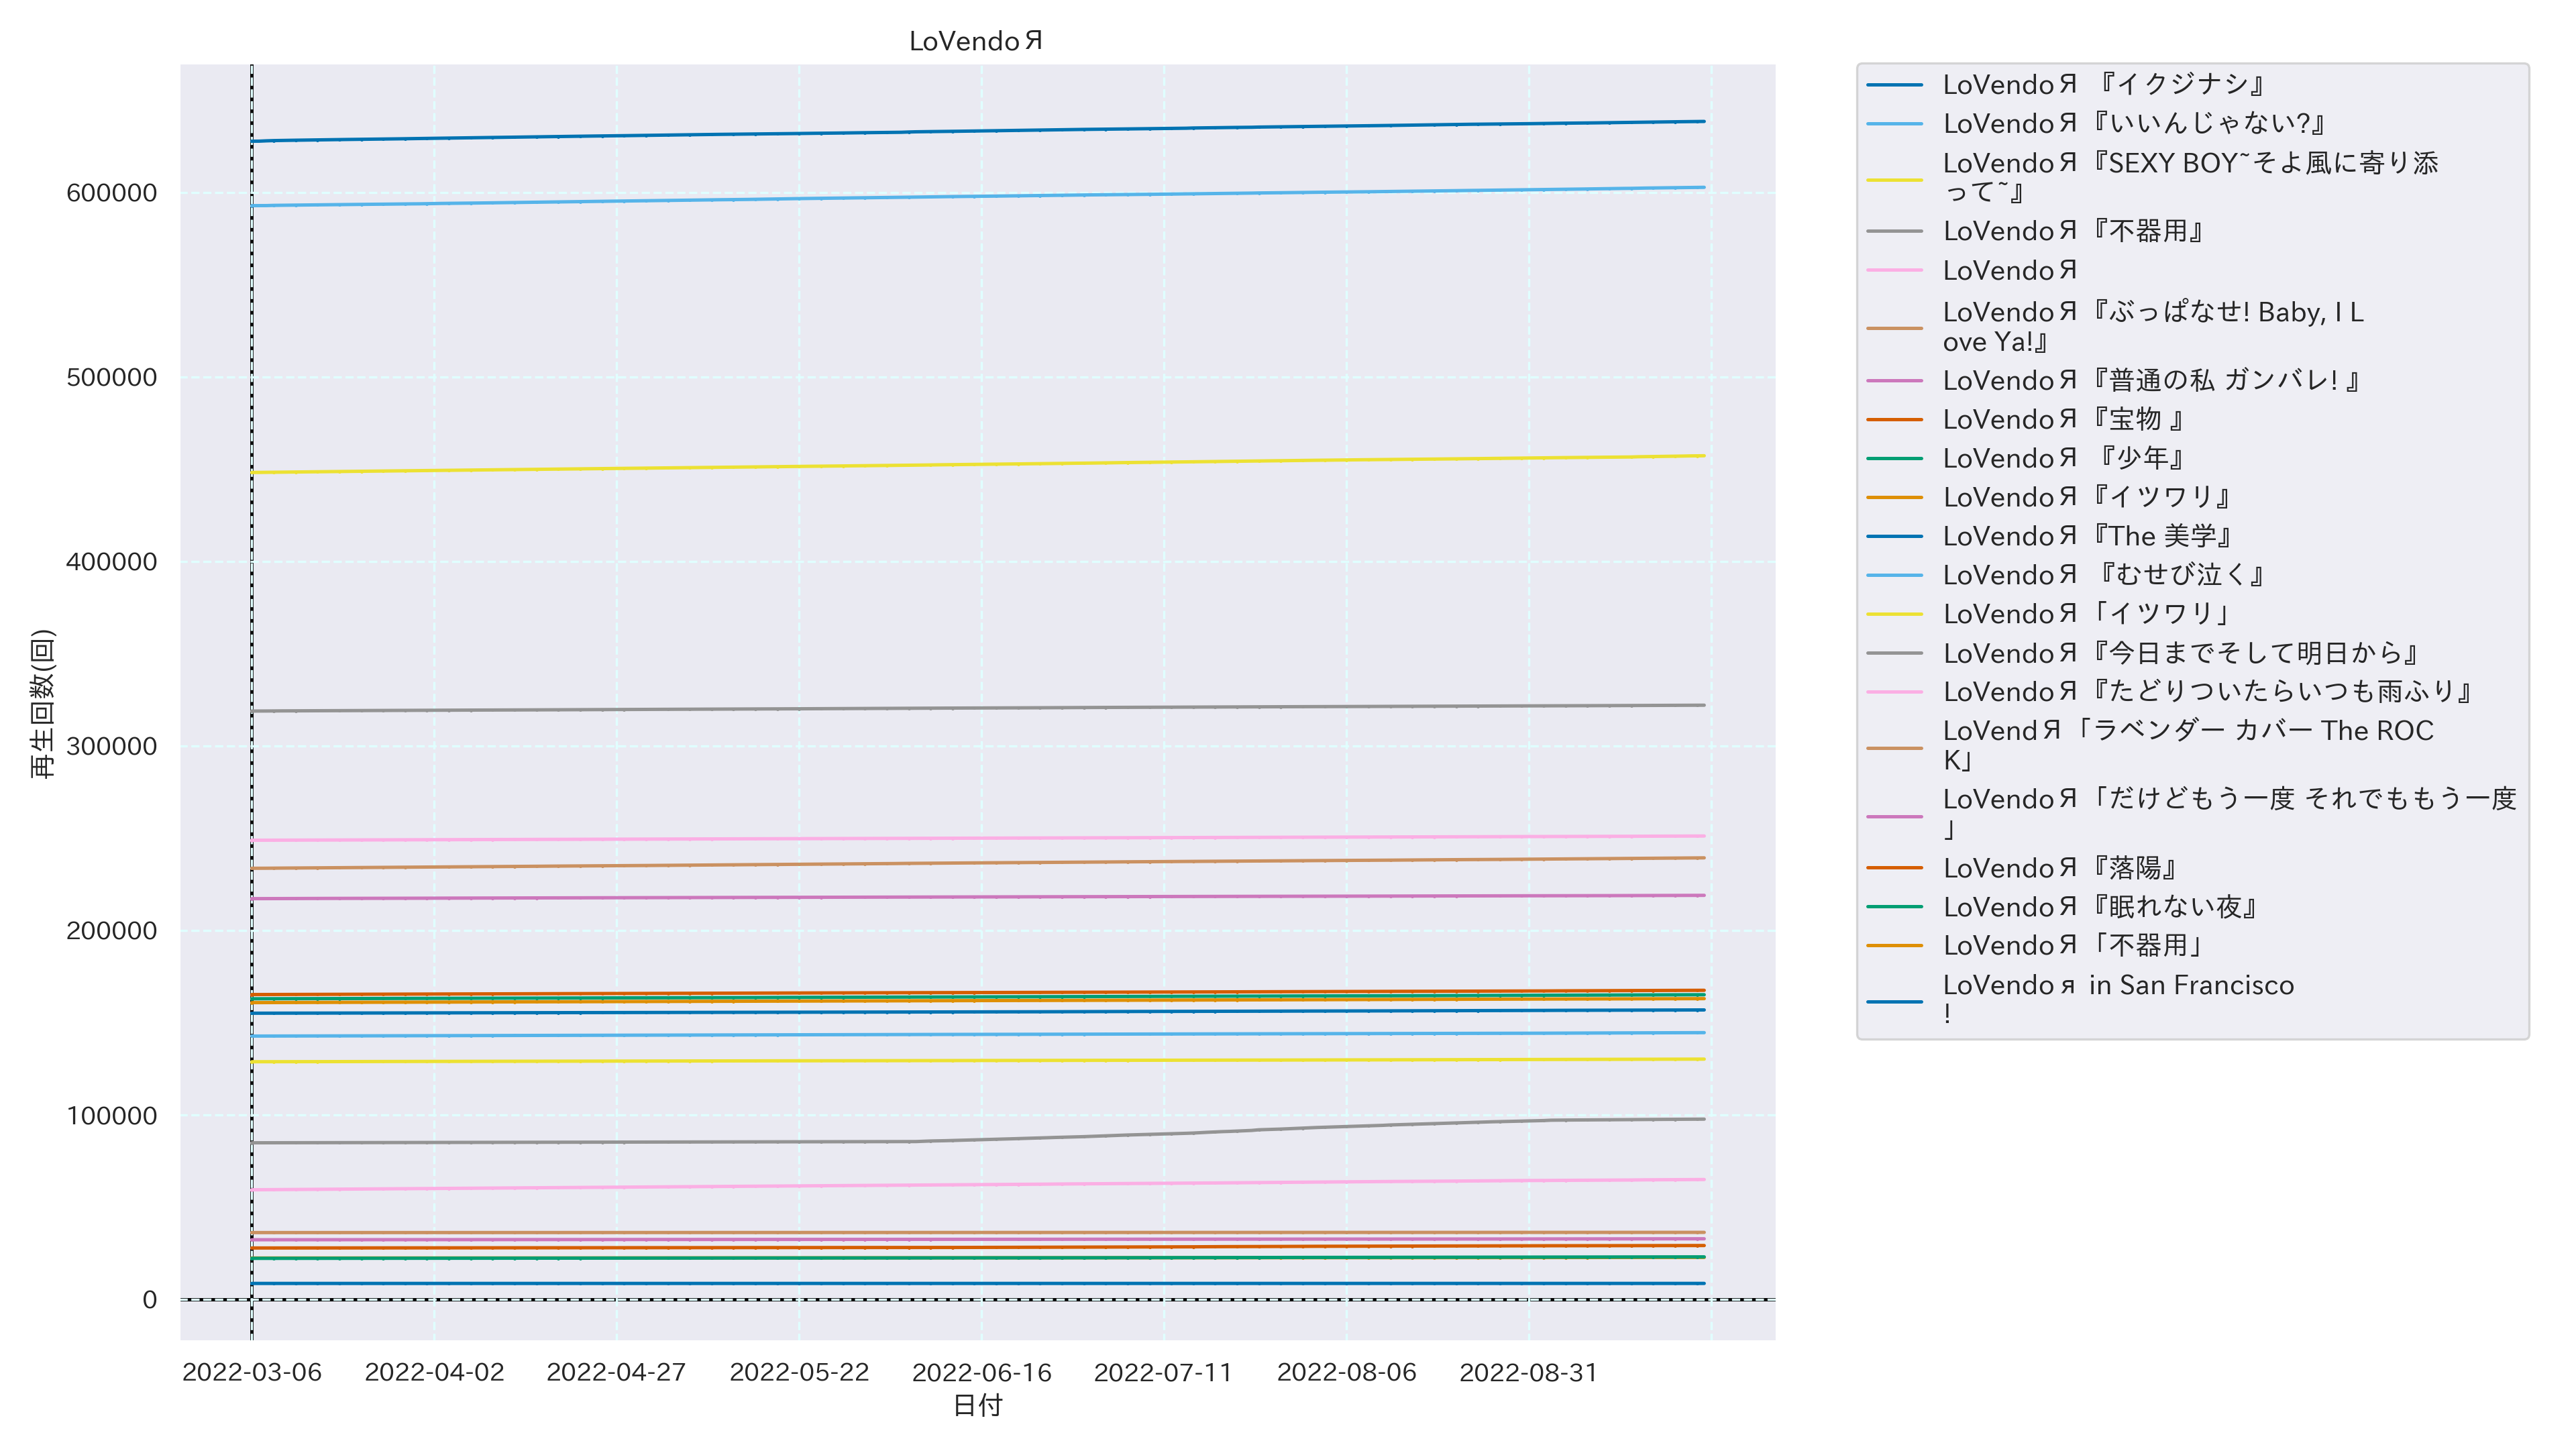 LoVendoЯ
600000
500000
400000
300000
200000
100000
0
再生回数(回)
2022-03-06
2022-04-02
2022-04-27
2022-05-22
2022-06-16
2022-07-11
2022-08-06
2022-08-31
日付
LoVendoЯ 『イクジナシ』
LoVendoЯ『いいんじゃない?』
LoVendoЯ『SEXY BOY~そよ風に寄り添
って~』
LoVendoЯ『不器用』
LoVendoЯ
LoVendoЯ『ぶっぱなせ! Baby, I L
ove Ya!』
LoVendoЯ『普通の私 ガンバレ! 』
LoVendoЯ『宝物 』
LoVendoЯ 『少年』
LoVendoЯ『イツワリ』
LoVendoЯ『The 美学』
LoVendoЯ 『むせび泣く』
LoVendoЯ「イツワリ」
LoVendoЯ『今日までそして明日から』
LoVendoЯ『たどりついたらいつも雨ふり』
LoVendЯ「ラベンダー カバー The ROC
K」
LoVendoЯ「だけどもう一度 それでももう一度
」
LoVendoЯ『落陽』
LoVendoЯ『眠れない夜』
LoVendoЯ「不器用」
LoVendoя in San Francisco
!